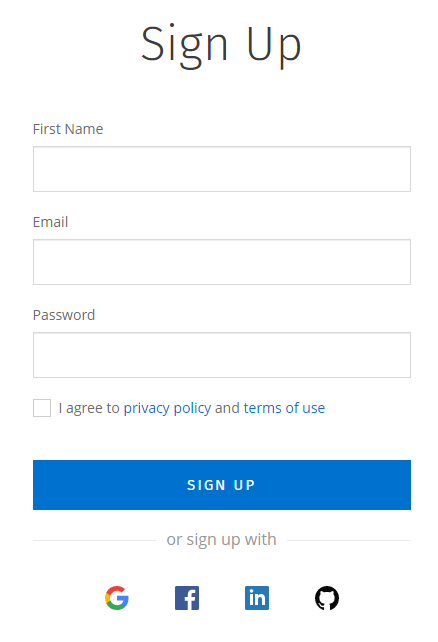 Sign Up
First Name
Email
Password
I agree to privacy policy and terms of use
SIGN UP
or sign up with
G f in